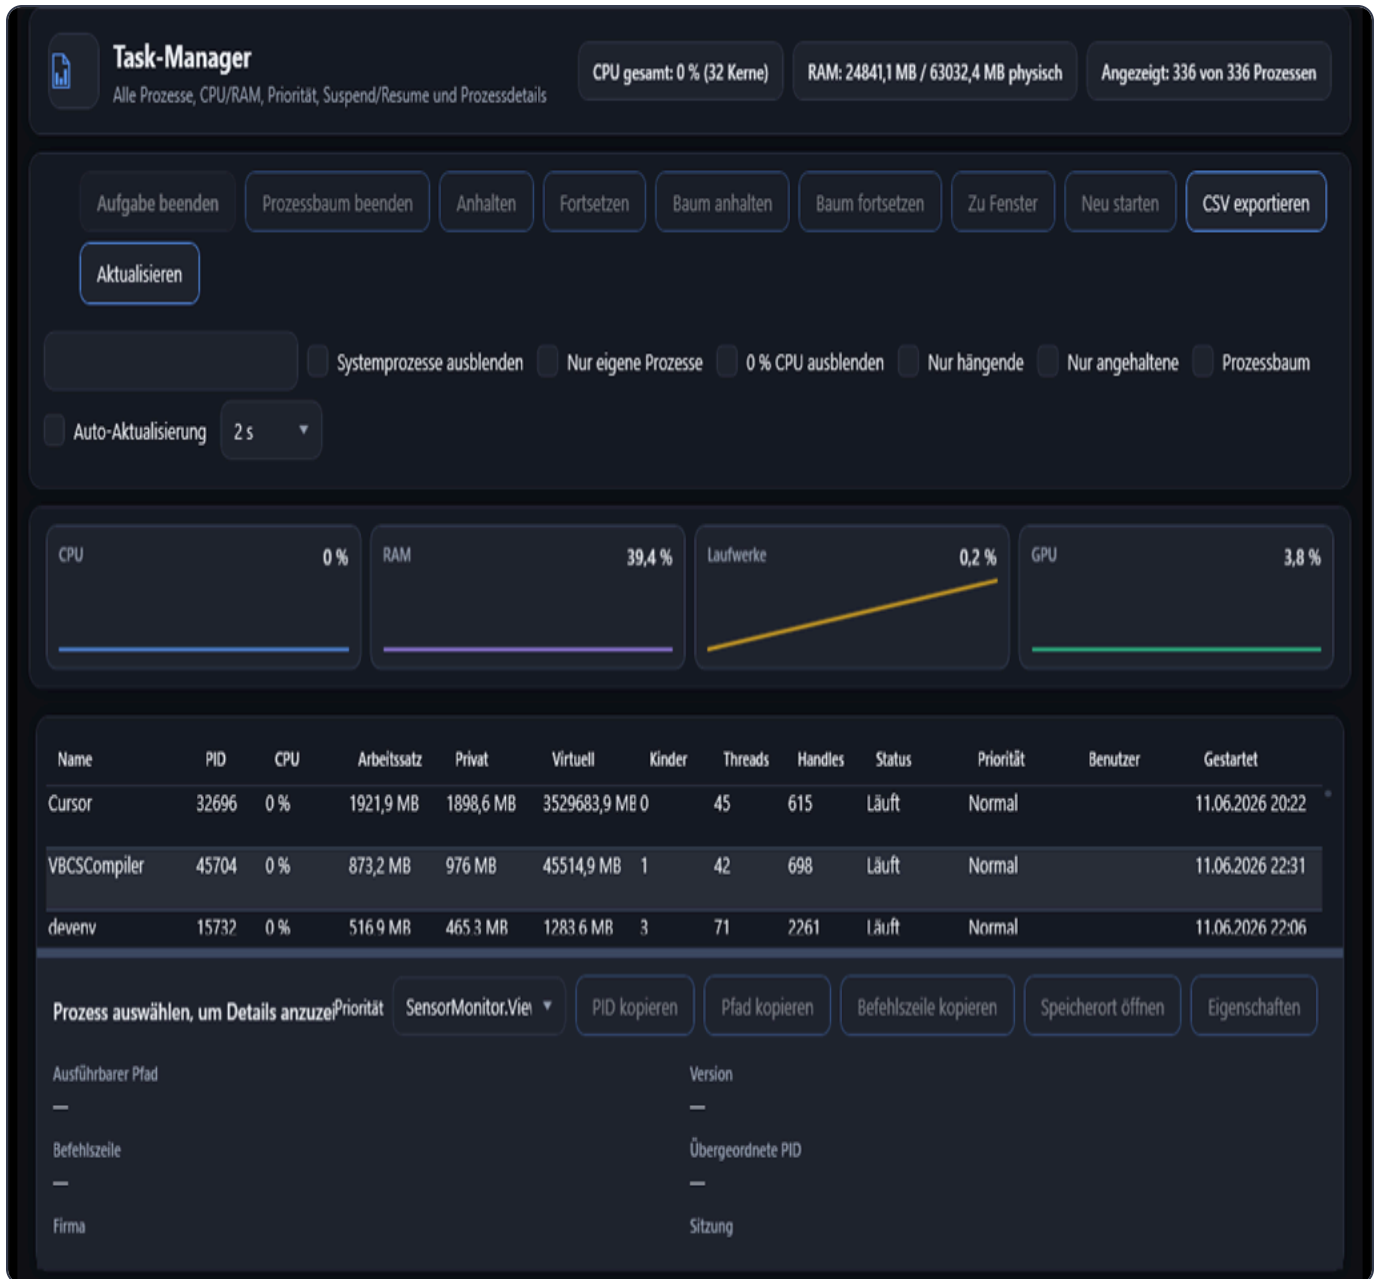 Task-Manager
Alle Prozesse, CPU/RAM, Priorität, Suspend/Resume und Prozessdetails
CPU gesamt: 0 % (32 Kerne)
RAM: 24841,1 MB / 63032,4 MB physisch
Angezeigt: 336 von 336 Prozessen
Aufgabe beenden
Prozessbaum beenden
Anhalten
Fortsetzen
Baum anhalten
Baum fortsetzen
Zu Fenster
Neu starten
CSV exportieren
Aktualisieren
Systemprozesse ausblenden
Nur eigene Prozesse
0 % CPU ausblenden
Nur hängende
Nur angehaltene
Prozessbaum
Auto-Aktualisierung
2 s
CPU 0 %
RAM 39,4 %
Laufwerke 0,2 %
GPU 3,8 %
Name PID CPU Arbeitssatz Privat Virtuell Kinder Threads Handles Status Priorität Benutzer Gestartet
Cursor 32696 0 % 1921,9 MB 1898,6 MB 3529683,9 MB 0 45 615 Läuft Normal 11.06.2026 20:22
VBCSCompiler 45704 0 % 873,2 MB 976 MB 45514,9 MB 1 42 698 Läuft Normal 11.06.2026 22:31
devenv 15732 0 % 516,9 MB 465,3 MB 1283,6 MB 3 71 2261 Läuft Normal 11.06.2026 22:06
Prozess auswählen, um Details anzuzei
Priorität
SensorMonitor.Vie
PID kopieren
Pfad kopieren
Befehlszeile kopieren
Speicherort öffnen
Eigenschaften
Ausführbarer Pfad
—
Version
—
Befehlszeile
—
Übergeordnete PID
—
Firma
Sitzung